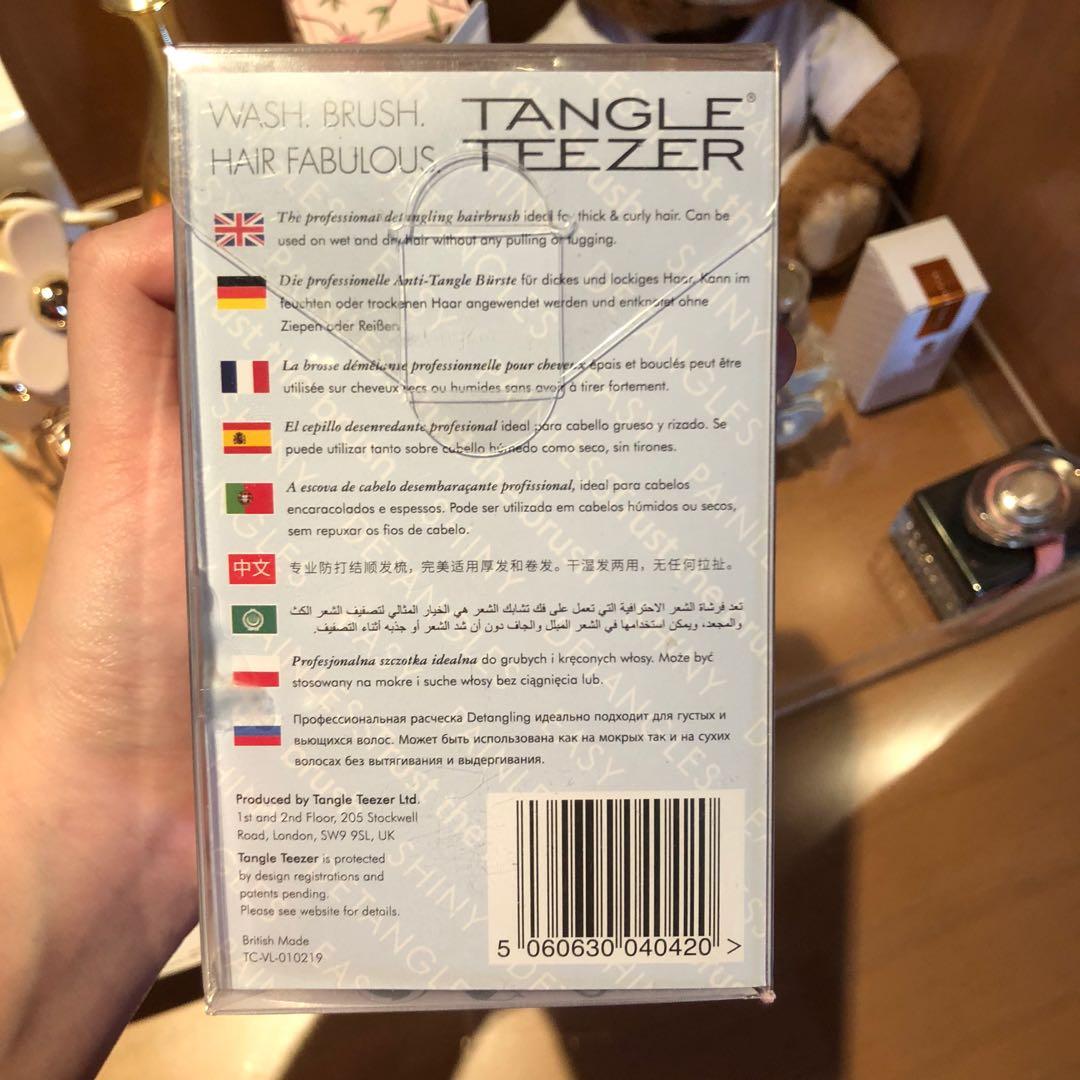 WASH. BRUSH.
HAIR FABULOUS.
TANGLE®
TEEZER
The professional detangling hairbrush ideal for thick & curly hair. Can be
used on wet and dry hair without any pulling or tugging.
Die professionelle Anti-Tangle Bürste für dickes und lockiges Haar. Kann im
feuchten oder trockenen Haar angewendet werden und entknotet ohne
Ziepen oder Reißen.
La brosse démêlante professionnelle pour cheveux épais et bouclés peut être
utilisée sur cheveux secs ou humides sans avoir à tirer fortement.
El cepillo desenredante profesional ideal para cabello grueso y rizado. Se
puede utilizar tanto sobre cabello húmedo como seco, sin tirones.
A escova de cabelo desembaraçante profissional, ideal para cabelos
encaracolados e espessos. Pode ser utilizada em cabelos húmidos ou secos,
sem repuxar os fios de cabelo.
中文 专业防打结顺发梳，完美适用厚发和卷发。干湿发两用，无任何拉扯。
تعد فرشاة الشعر الاحترافية التي تعمل على فك تشابك الشعر هي الخيار المثالي لتصفيف الشعر الكث
والمجعد، ويمكن استخدامها في الشعر المبلل والجاف دون أن شد الشعر أو جذبه أثناء التصفيف.
Profesjonalna szczotka idealna do grubych i kręconych włosy. Może być
stosowany na mokre i suche włosy bez ciągnięcia lub.
Профессиональная расческа Detangling идеально подходит для густых и
вьющихся волос. Может быть использована как на мокрых так и на сухих
волосах без вытягивания и выдергивания.
Produced by Tangle Teezer Ltd.
1st and 2nd Floor, 205 Stockwell
Road, London, SW9 9SL, UK
Tangle Teezer is protected
by design registrations and
patents pending.
Please see website for details.
British Made
TC-VL-010219
5 060630 040420 >